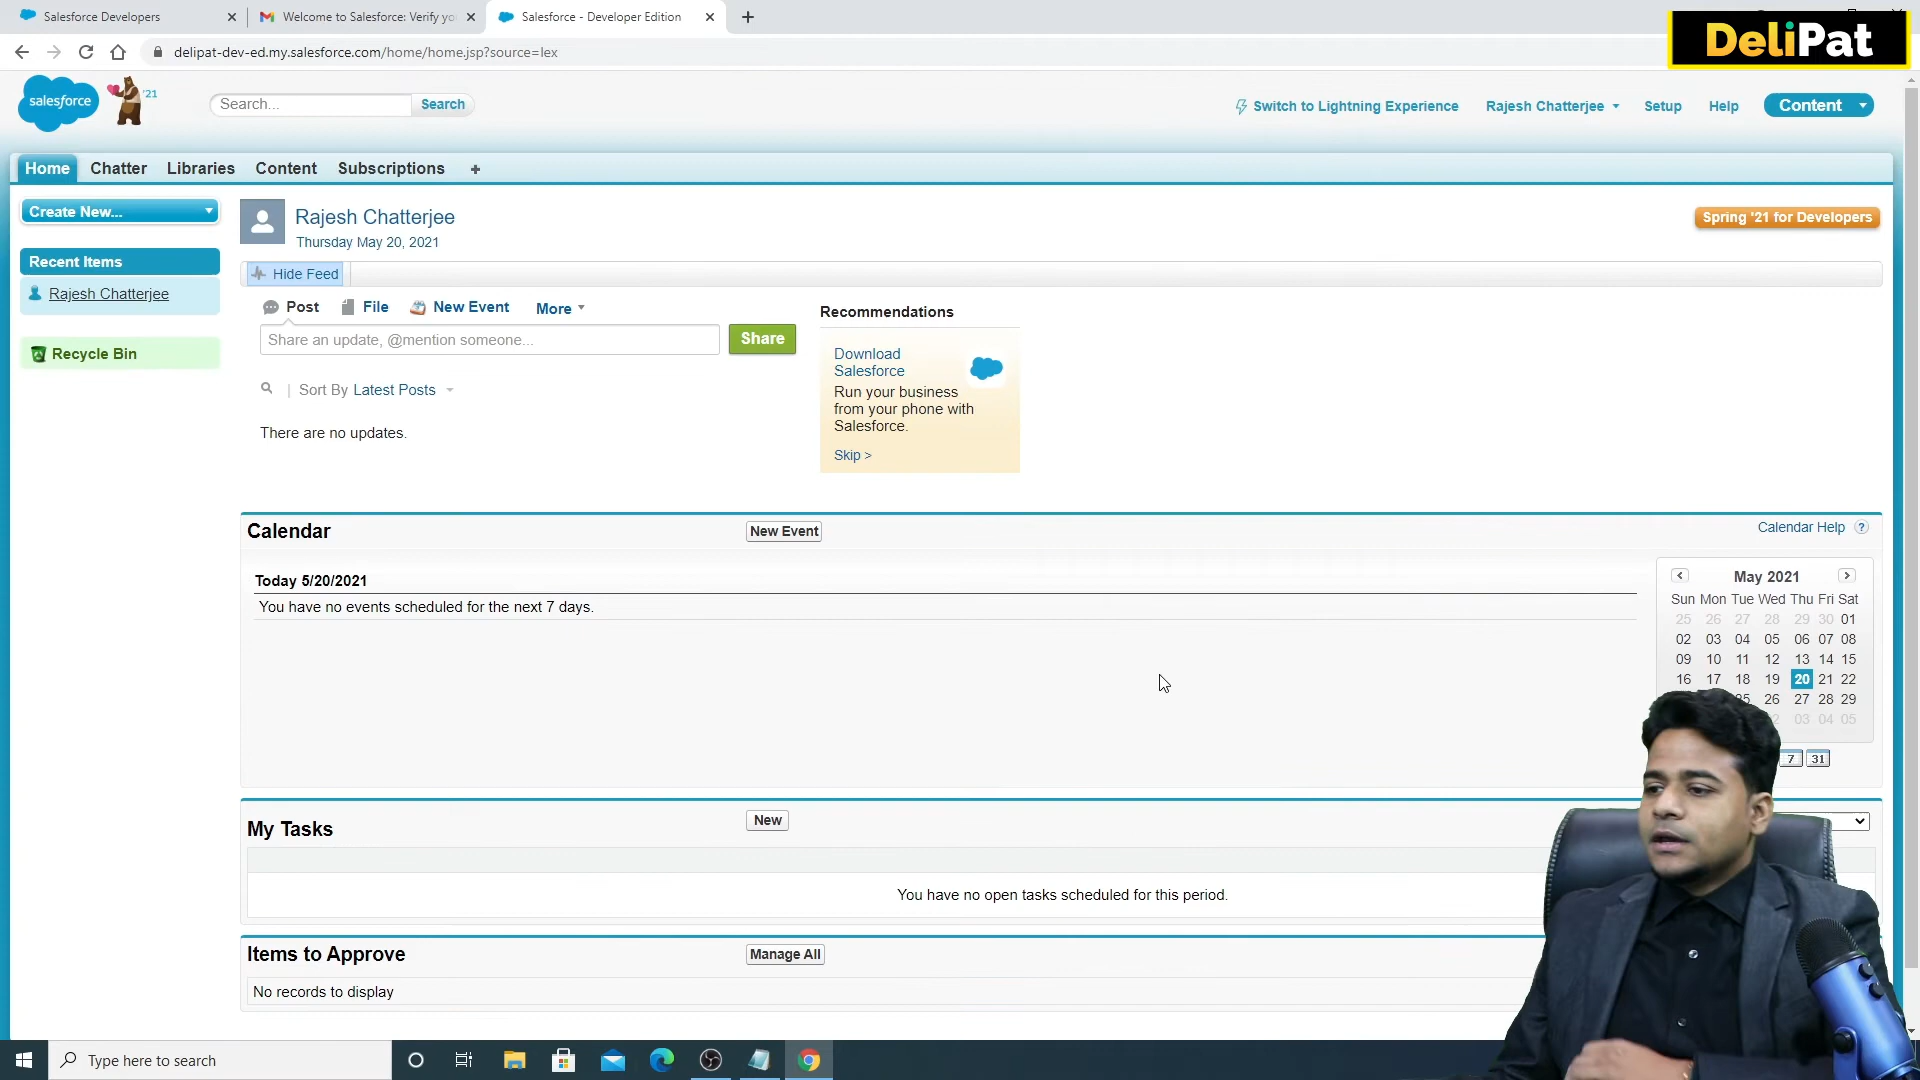 Salesforce Developers
Welcome to Salesforce: Verify yo
Salesforce - Developer Edition
delipat-dev-ed.my.salesforce.com/home/home.jsp?source=lex
DeliPat
salesforce
'21
Search...
Search
Switch to Lightning Experience
Rajesh Chatterjee
Setup
Help
Content
Home
Chatter
Libraries
Content
Subscriptions
+
Create New...
Recent Items
Rajesh Chatterjee
Recycle Bin
Rajesh Chatterjee
Thursday May 20, 2021
Spring '21 for Developers
Hide Feed
Post
File
New Event
More
Share an update, @mention someone...
Share
Sort By Latest Posts
There are no updates.
Recommendations
Download
Salesforce
Run your business
from your phone with
Salesforce.
Skip >
Calendar
New Event
Calendar Help ?
Today 5/20/2021
You have no events scheduled for the next 7 days.
May 2021
Sun Mon Tue Wed Thu Fri Sat
25 26 27 28 29 30 01
02 03 04 05 06 07 08
09 10 11 12 13 14 15
16 17 18 19 20 21 22
26 27 28 29
03 04 05
7 31
My Tasks
New
You have no open tasks scheduled for this period.
Items to Approve
Manage All
No records to display
Type here to search